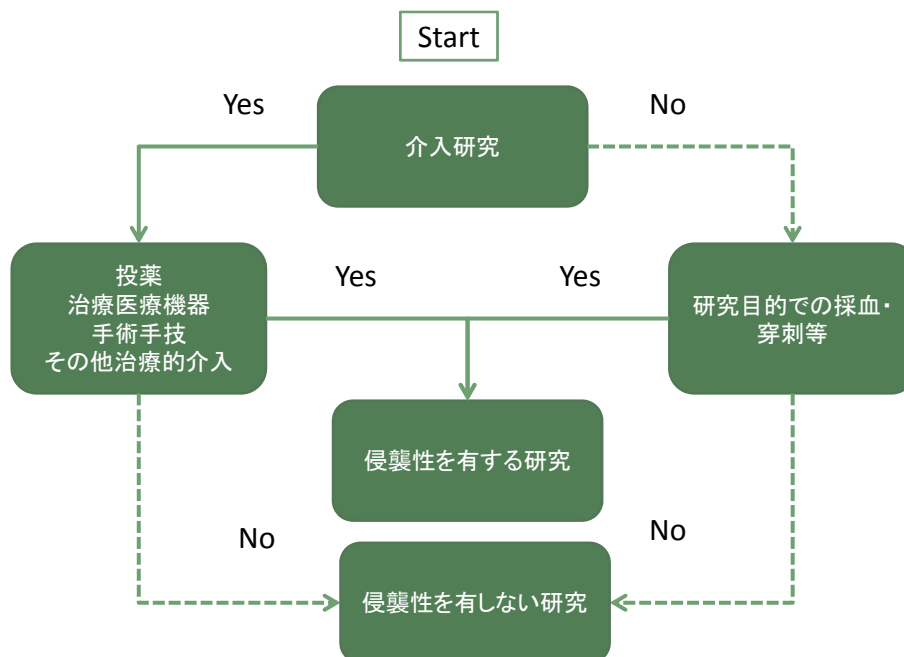 Start
Yes
No
介入研究
投薬
治療医療機器
手術手技
その他治療的介入
Yes
Yes
研究目的での採血・
穿刺等
侵襲性を有する研究
No
No
侵襲性を有しない研究